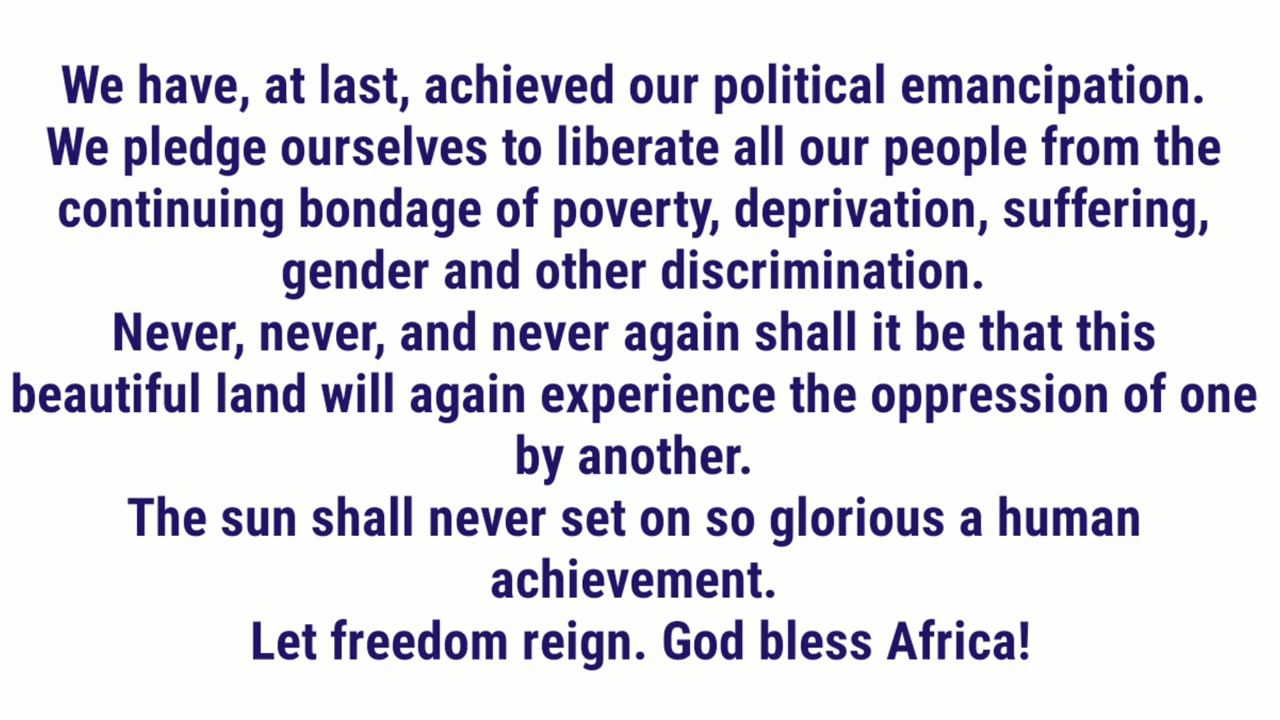 We have, at last, achieved our political emancipation.
We pledge ourselves to liberate all our people from the
continuing bondage of poverty, deprivation, suffering,
gender and other discrimination.
Never, never, and never again shall it be that this
beautiful land will again experience the oppression of one
by another.
The sun shall never set on so glorious a human
achievement.
Let freedom reign. God bless Africa!